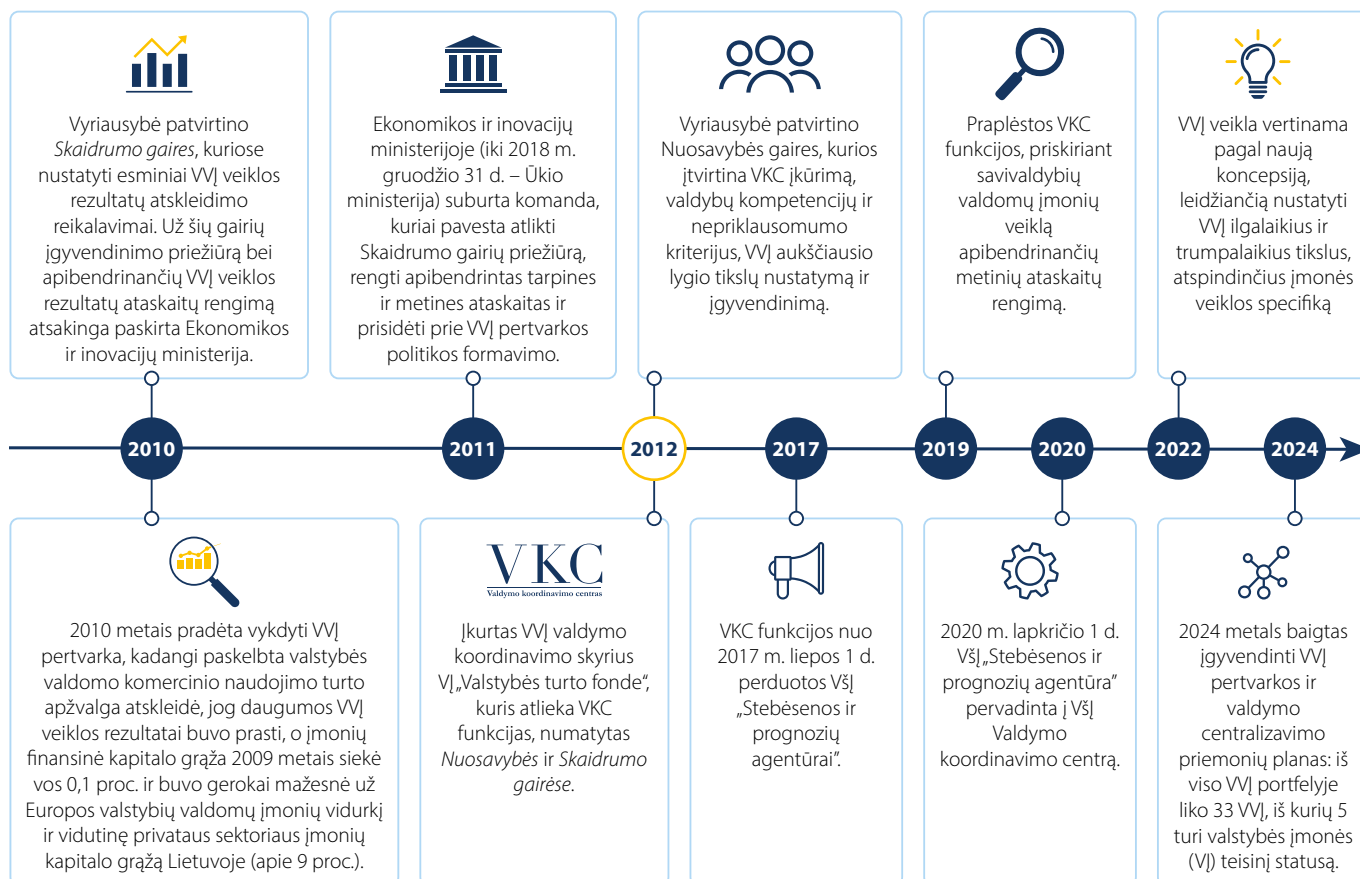 Vyriausybė patvirtino
Skaidrumo gaires, kuriose
nustatyti esminiai VVĮ veiklos
rezultatų atskleidimo
reikalavimai. Už šių gairių
įgyvendinimo priežiūrą bei
apibendrinančių VVĮ veiklos
rezultatų ataskaitų rengimą
atsakinga paskirta Ekonomikos
ir inovacijų ministerija.
Ekonomikos ir inovacijų
ministerijoje (iki 2018 m.
gruodžio 31 d. – Ūkio
ministerija) suburta komanda,
kuriai pavesta atlikti
Skaidrumo gairių priežiūrą,
rengti apibendrintas tarpines
ir metines ataskaitas ir
prisidėti prie VVĮ pertvarkos
politikos formavimo.
Vyriausybė patvirtino
Nuosavybės gaires, kurios
įtvirtina VKC įkūrimą,
valdybų kompetencijų ir
nepriklausomumo
kriterijus, VVĮ aukščiausio
lygio tikslų nustatymą ir
įgyvendinimą.
Praplėstos VKC
funkcijos, priskiriant
savivaldybių
valdomų įmonių
veiklą
apibendrinančių
metinių ataskaitų
rengimą.
VVĮ veikla vertinama
pagal naują
koncepsiją,
leidžiančią nustatyti
VVĮ ilgalaikius ir
trumpalaikius tikslus,
atspindinčius įmonės
veiklos specifiką
2010
2011
2012
2017
2019
2020
2022
2024
2010 metais pradėta vykdyti VVĮ
pertvarka, kadangi paskelbta valstybės
valdomo komercinio naudojimo turto
apžvalga atskleidė, jog daugumos VVĮ
veiklos rezultatai buvo prasti, o įmonių
finansinė kapitalo grąža 2009 metais siekė
vos 0,1 proc. ir buvo gerokai mažesnė už
Europos valstybių valdomų įmonių vidurkį
ir vidutinę privataus sektoriaus įmonių
kapitalo grąžą Lietuvoje (apie 9 proc.).
VKC
Valdymo koordinavimo centras
Įkurtas VVĮ valdymo
koordinavimo skyrius
VĮ „Valstybės turto fonde“,
kuris atlieka VKC
funkcijas, numatytas
Nuosavybės ir Skaidrumo
gairėse.
VKC funkcijos nuo
2017 m. liepos 1 d.
perduotos VšĮ
„Stebėsenos ir
prognozių
agentūrai”.
2020 m. lapkričio 1 d.
VšĮ „Stebėsenos ir
prognozių agentūra”
pervadinta į VšĮ
Valdymo
koordinavimo centrą.
2024 metals baigtas
įgyvendinti VVĮ
pertvarkos ir
valdymo
centralizavimo
priemonių planas: iš
viso VVĮ portfelyje
liko 33 VVĮ, iš kurių 5
turi valstybės įmonės
(VĮ) teisinį statusą.